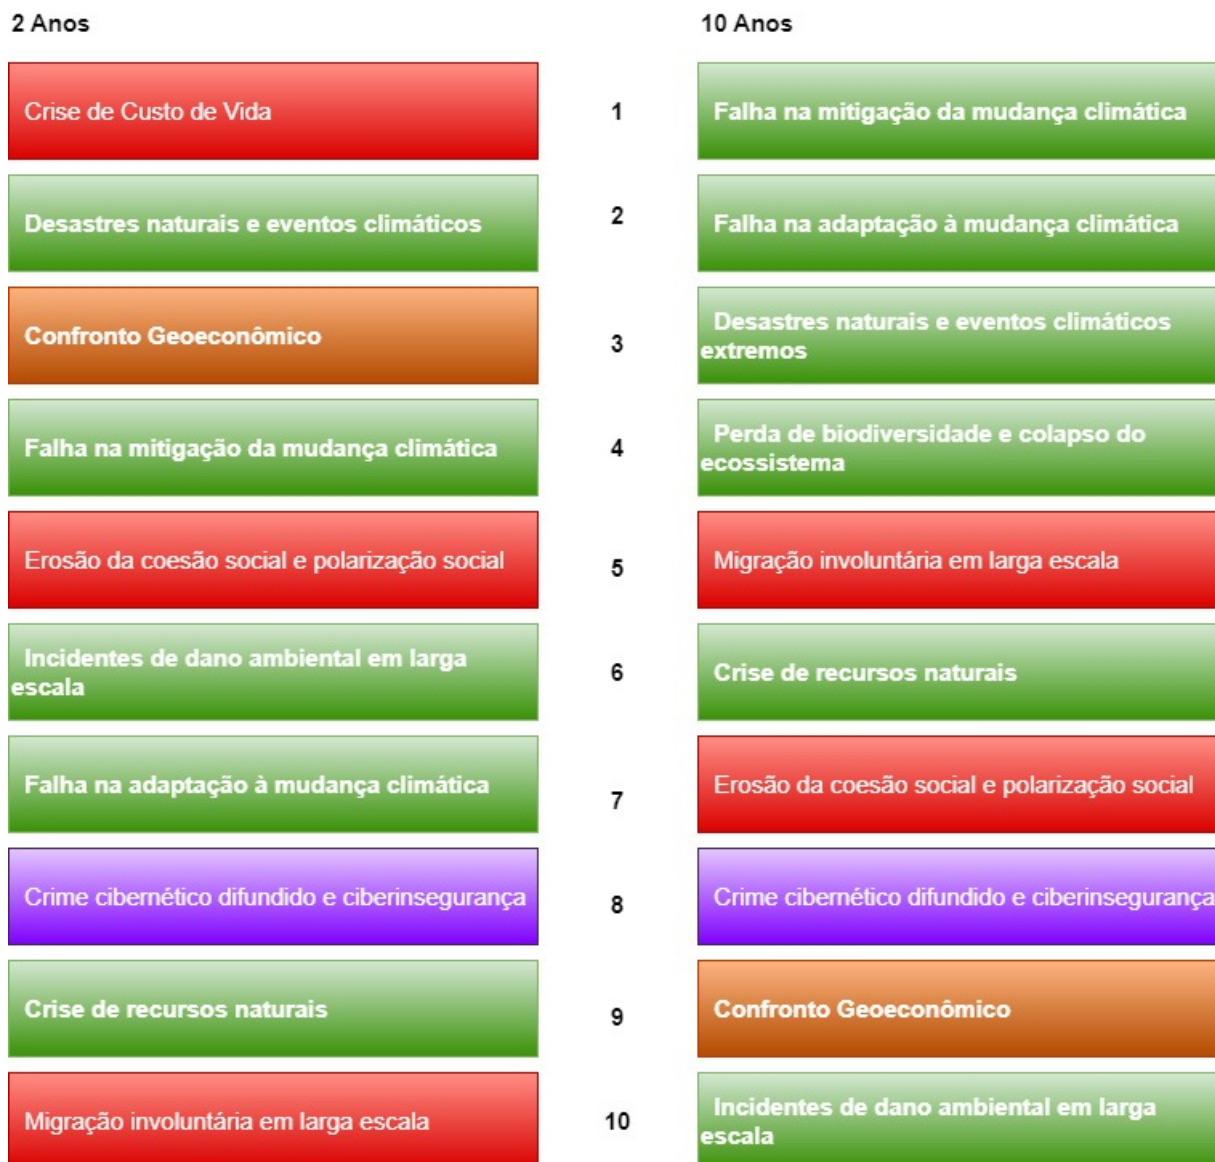 2 Anos
10 Anos
Crise de Custo de Vida
1
Falha na mitigação da mudança climática
Desastres naturais e eventos climáticos
2
Falha na adaptação à mudança climática
Confronto Geoeconômico
3
Desastres naturais e eventos climáticos
extremos
Falha na mitigação da mudança climática
4
Perda de biodiversidade e colapso do
ecossistema
Erosão da coesão social e polarização social
5
Migração involuntária em larga escala
Incidentes de dano ambiental em larga
escala
6
Crise de recursos naturais
Falha na adaptação à mudança climática
7
Erosão da coesão social e polarização social
Crime cibernético difundido e ciberinsegurança
8
Crime cibernético difundido e ciberinsegurança
Crise de recursos naturais
9
Confronto Geoeconômico
Migração involuntária em larga escala
10
Incidentes de dano ambiental em larga
escala